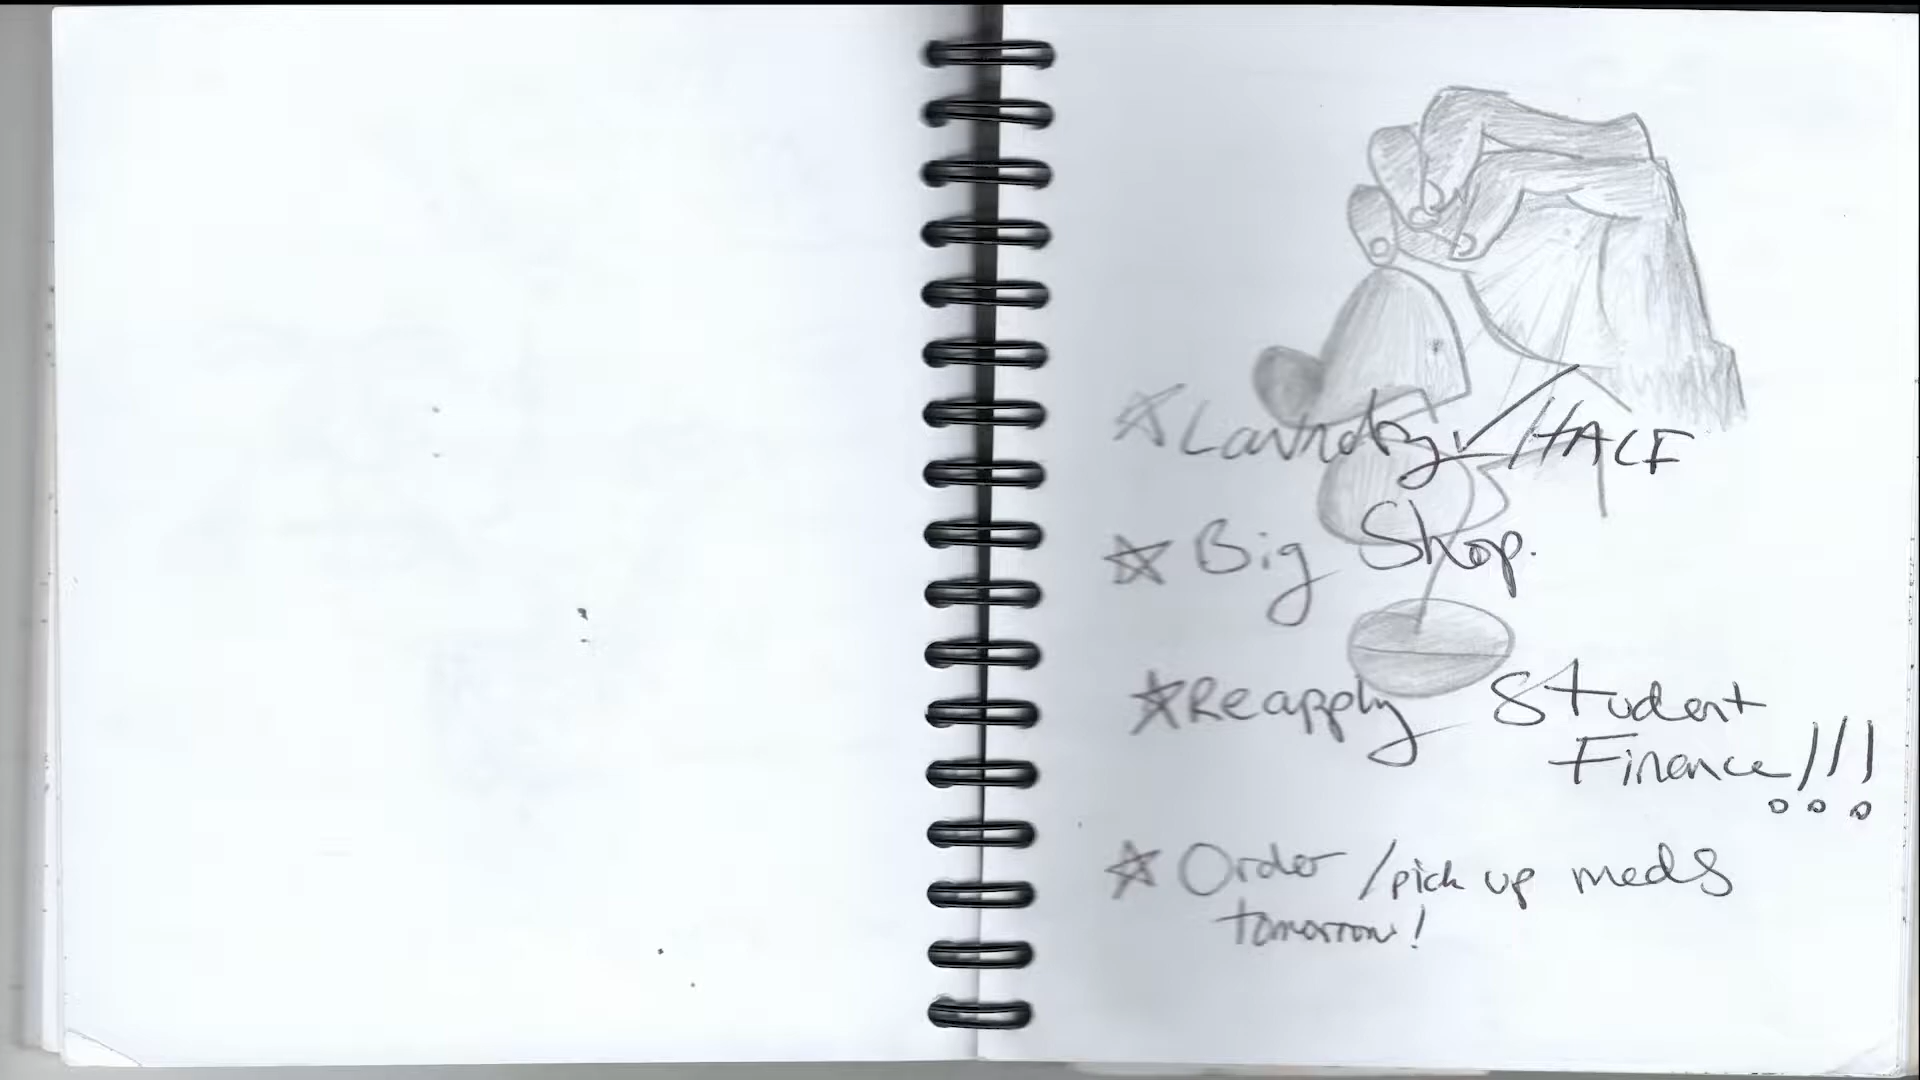 ☆ Laundry ✓/HALF
☆ Big Shop.
☆ Reapply Student
Finance!!!
☆ Order / pick up meds
tomorrow!